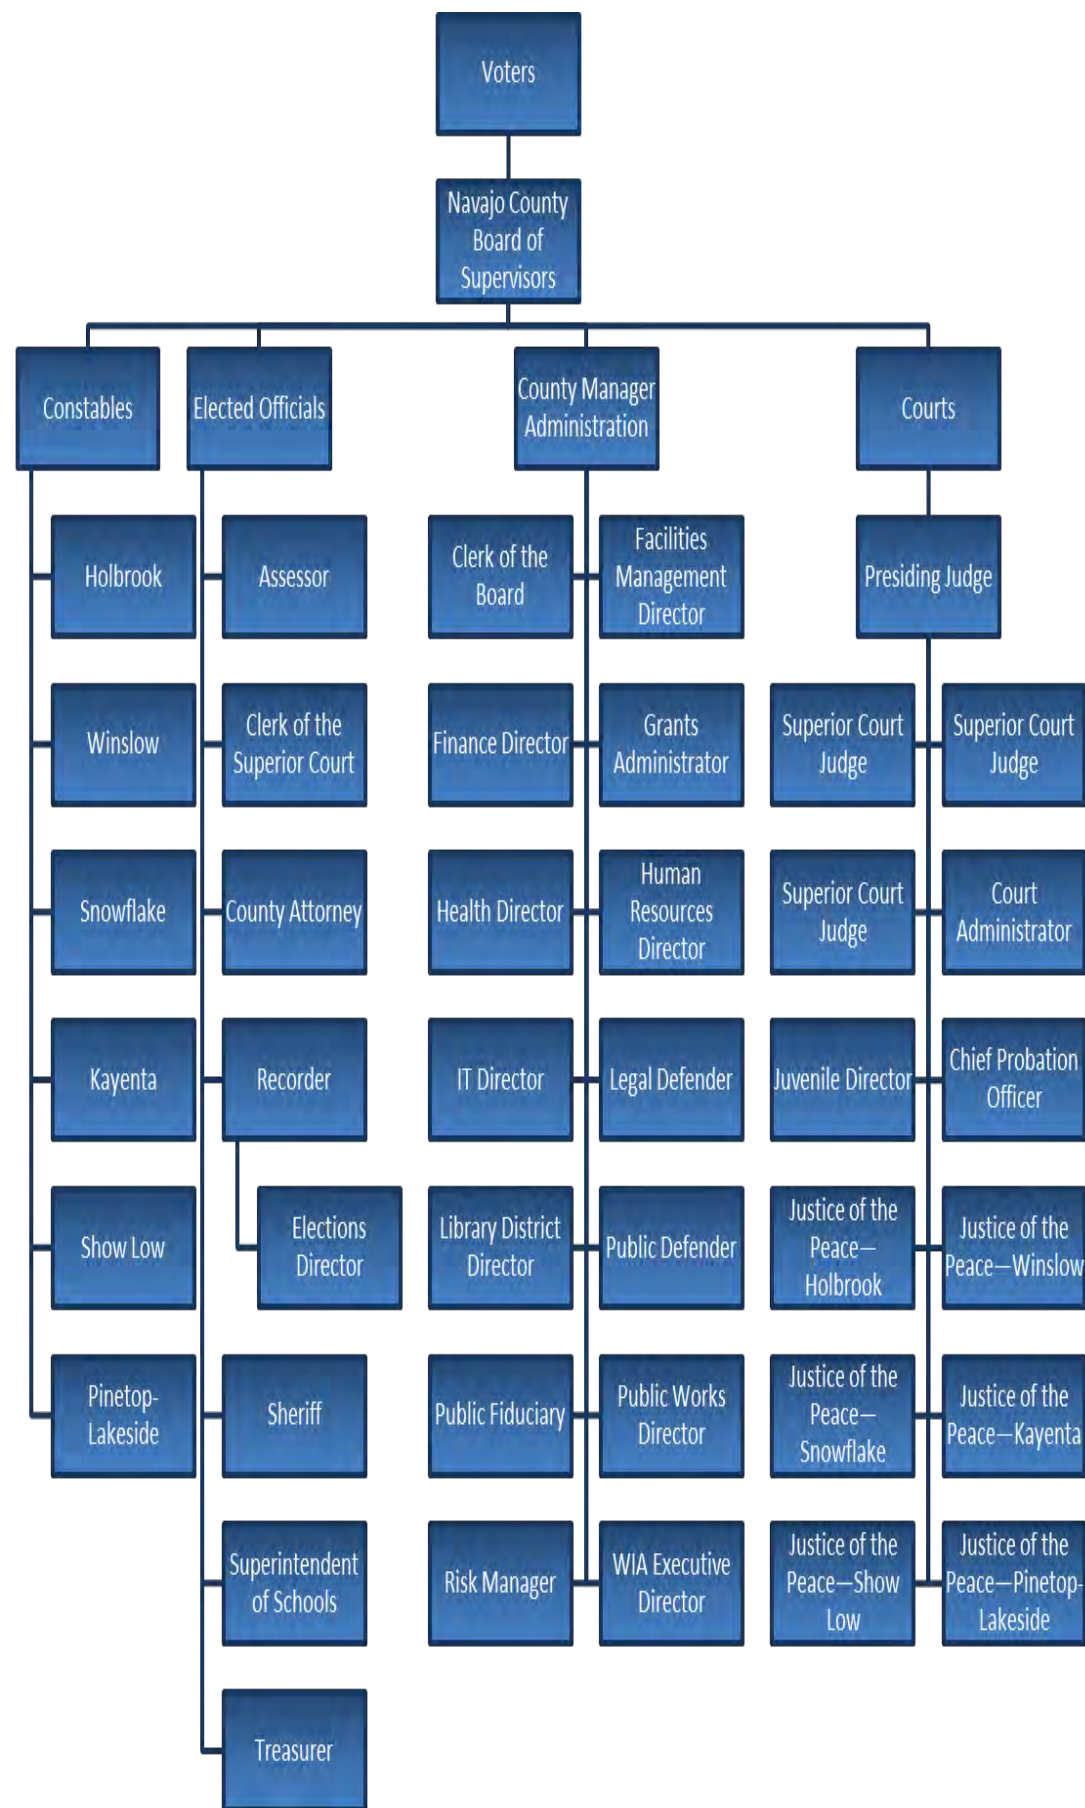 Voters
Navajo County
Board of
Supervisors
Constables
Elected Officials
County Manager
Administration
Courts
Holbrook
Winslow
Snowflake
Kayenta
Show Low
Pinetop-
Lakeside
Assessor
Clerk of the
Superior Court
County Attorney
Recorder
Elections
Director
Sheriff
Superintendent
of Schools
Treasurer
Clerk of the
Board
Facilities
Management
Director
Finance Director
Grants
Administrator
Health Director
Human
Resources
Director
IT Director
Legal Defender
Library District
Director
Public Defender
Public Fiduciary
Public Works
Director
Risk Manager
WIA Executive
Director
Presiding Judge
Superior Court
Judge
Superior Court
Judge
Superior Court
Judge
Court
Administrator
Juvenile Director
Chief Probation
Officer
Justice of the
Peace—
Holbrook
Justice of the
Peace—Winslow
Justice of the
Peace—
Snowflake
Justice of the
Peace—Kayenta
Justice of the
Peace—Show
Low
Justice of the
Peace—Pinetop-
Lakeside